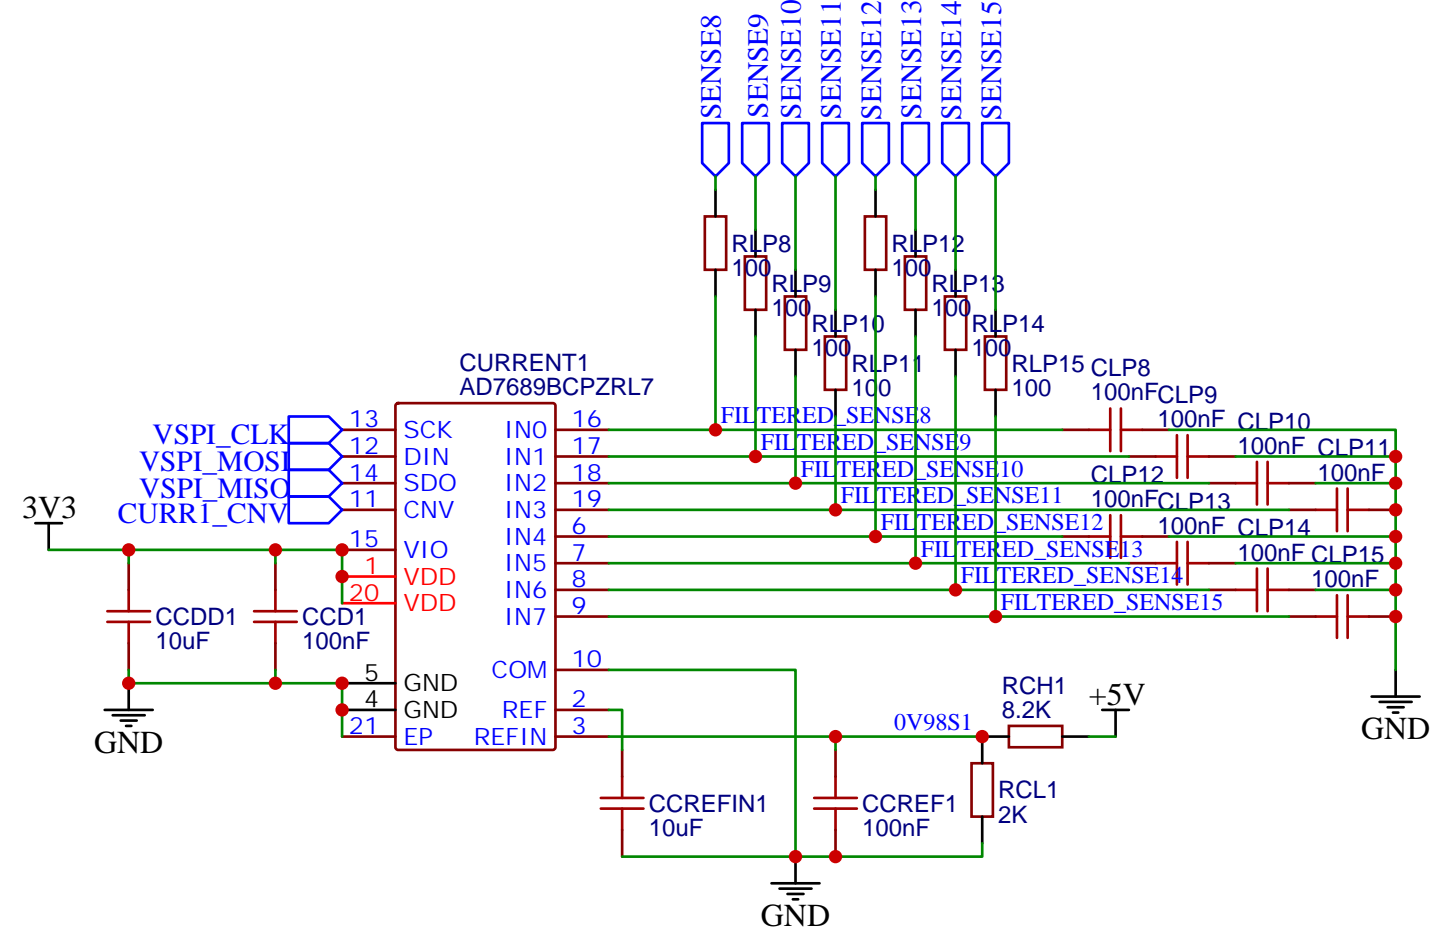 SENSE8
SENSE9
SENSE10
SENSE11
SENSE12
SENSE13
SENSE14
SENSE15
RLP8
100
RLP9
100
RLP10
100
RLP11
100
RLP12
100
RLP13
100
RLP14
100
RLP15
100
CLP8
100nF
CLP9
100nF
CLP10
100nF
CLP11
100nF
CLP12
100nF
CLP13
100nF
CLP14
100nF
CLP15
100nF
CURRENT1
AD7689BCPZRL7
VSPI_CLK
VSPI_MOSI
VSPI_MISO
CURR1_CNV
3V3
13 SCK
12 DIN
14 SDO
11 CNV
15 VIO
1 VDD
20 VDD
5 GND
4 GND
21 EP
IN0 16
IN1 17
IN2 18
IN3 19
IN4 6
IN5 7
IN6 8
IN7 9
COM 10
REF 2
REFIN 3
FILTERED_SENSE8
FILTERED_SENSE9
FILTERED_SENSE10
FILTERED_SENSE11
FILTERED_SENSE12
FILTERED_SENSE13
FILTERED_SENSE14
FILTERED_SENSE15
CCDD1
10uF
CCD1
100nF
GND
0V98S1
RCH1
8.2K
+5V
GND
CCREFIN1
10uF
CCREF1
100nF
RCL1
2K
GND